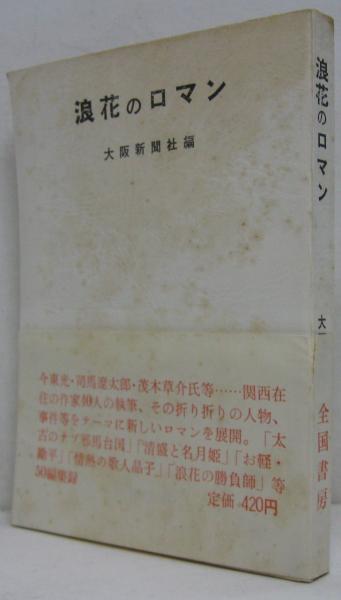 浪花のロマン
大阪新聞社編
今東光・司馬遼太郎・茂木草介氏等……関西在
住の作家40人の執筆、その折り折りの人物、
事件等をテーマに新しいロマンを展開。「太
古のナゾ邪馬台国」「清盛と名月姫」「お軽・
勘平」「情熱の歌人晶子」「浪花の勝負師」等
50編集録
定価 420円
浪花のロマン
大
全国書房